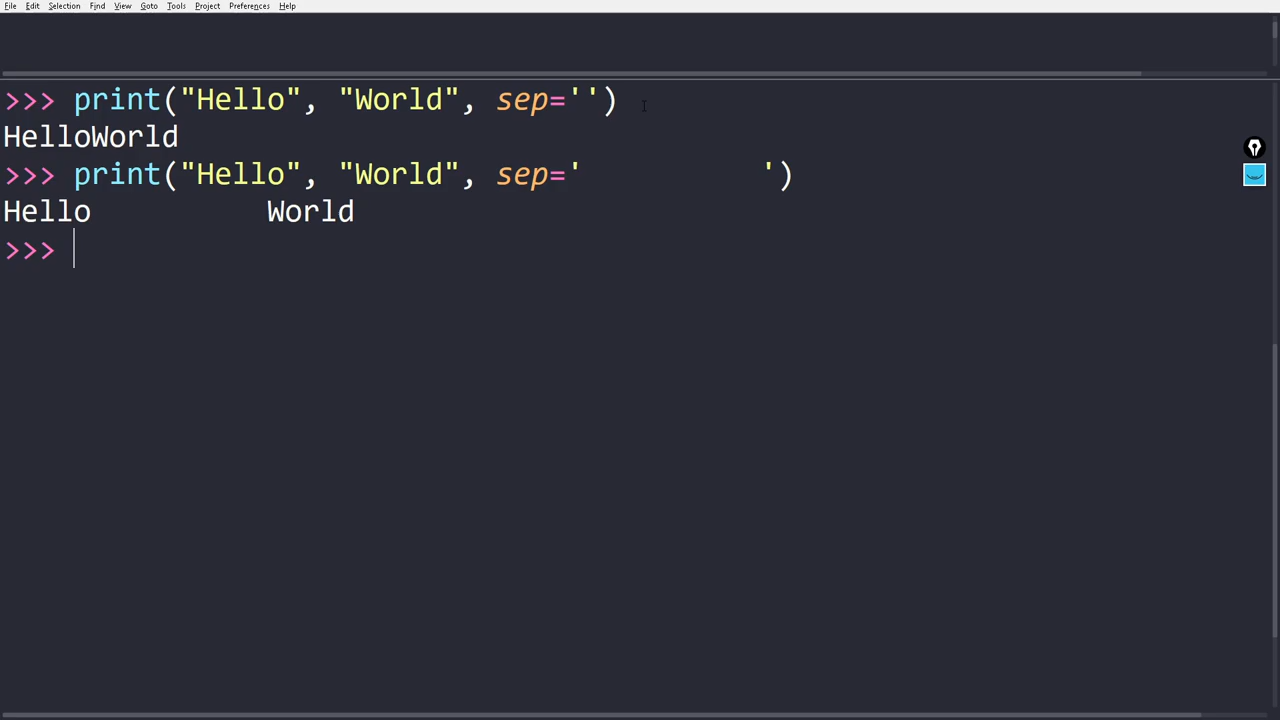 File Edit Selection Find View Goto Tools Project Preferences Help
>>> print("Hello", "World", sep='')
HelloWorld
>>> print("Hello", "World", sep='          ')
Hello          World
>>>